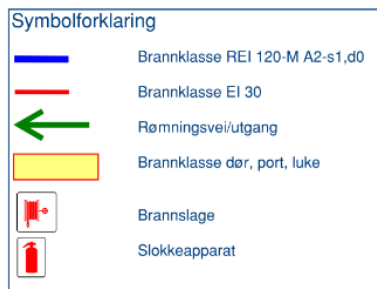 Symbolforklaring
Brannklasse REI 120-M A2-s1,d0
Brannklasse EI 30
Rømningsvei/utgang
Brannklasse dør, port, luke
Brannslage
Slokkeapparat